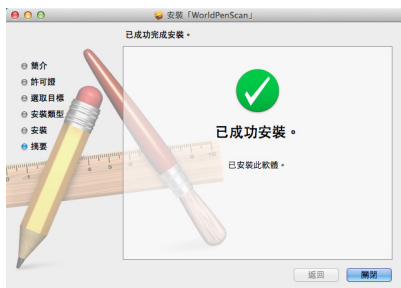 安裝「WorldPenScan」
已成功完成安裝。
簡介
許可證
選取目標
安裝類型
安裝
摘要
已成功安裝。
已安裝此軟體。
返回
關閉